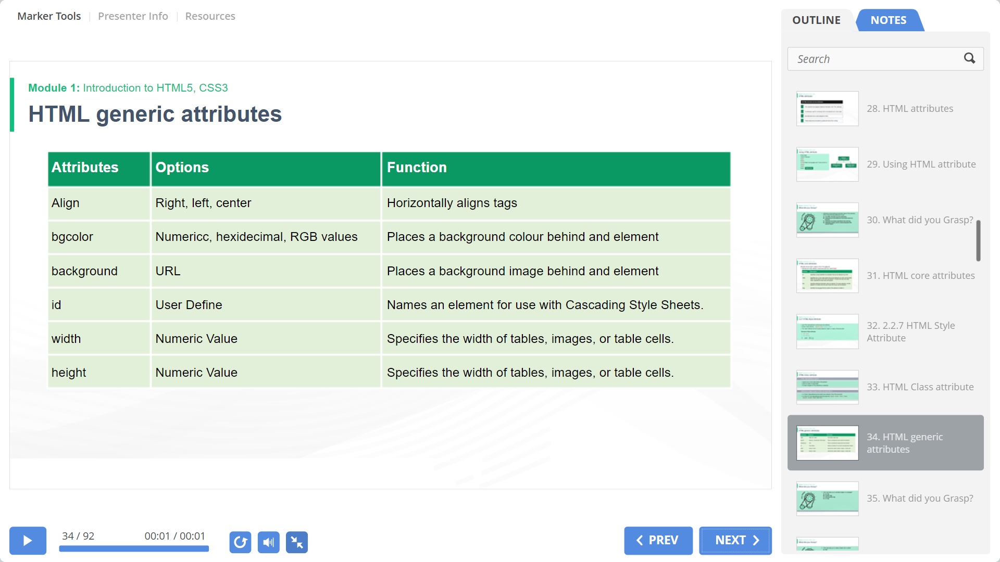 Marker Tools | Presenter Info | Resources
Module 1: Introduction to HTML5, CSS3
HTML generic attributes
Attributes Options Function
Align Right, left, center Horizontally aligns tags
bgcolor Numericc, hexidecimal, RGB values Places a background colour behind and element
background URL Places a background image behind and element
id User Define Names an element for use with Cascading Style Sheets.
width Numeric Value Specifies the width of tables, images, or table cells.
height Numeric Value Specifies the width of tables, images, or table cells.
34 / 92 00:01 / 00:01
PREV NEXT
OUTLINE NOTES
Search
28. HTML attributes
29. Using HTML attribute
30. What did you Grasp?
31. HTML core attributes
32. 2.2.7 HTML Style
Attribute
33. HTML Class attribute
34. HTML generic
attributes
35. What did you Grasp?